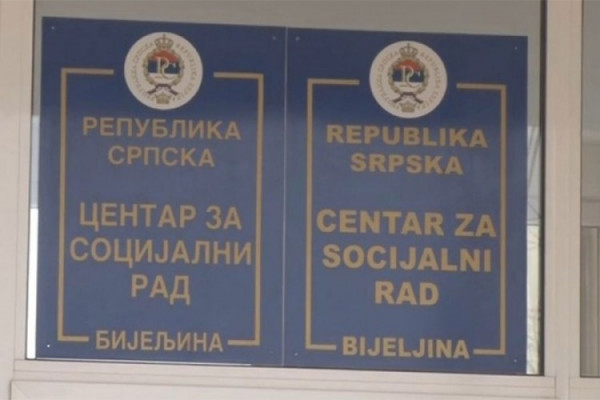 РЕПУБЛИКА
СРПСКА
ЦЕНТАР ЗА
СОЦИЈАЛНИ
РАД
БИЈЕЉИНА
REPUBLIKA
SRPSKA
CENTAR ZA
SOCIJALNI
RAD
BIJELJINA